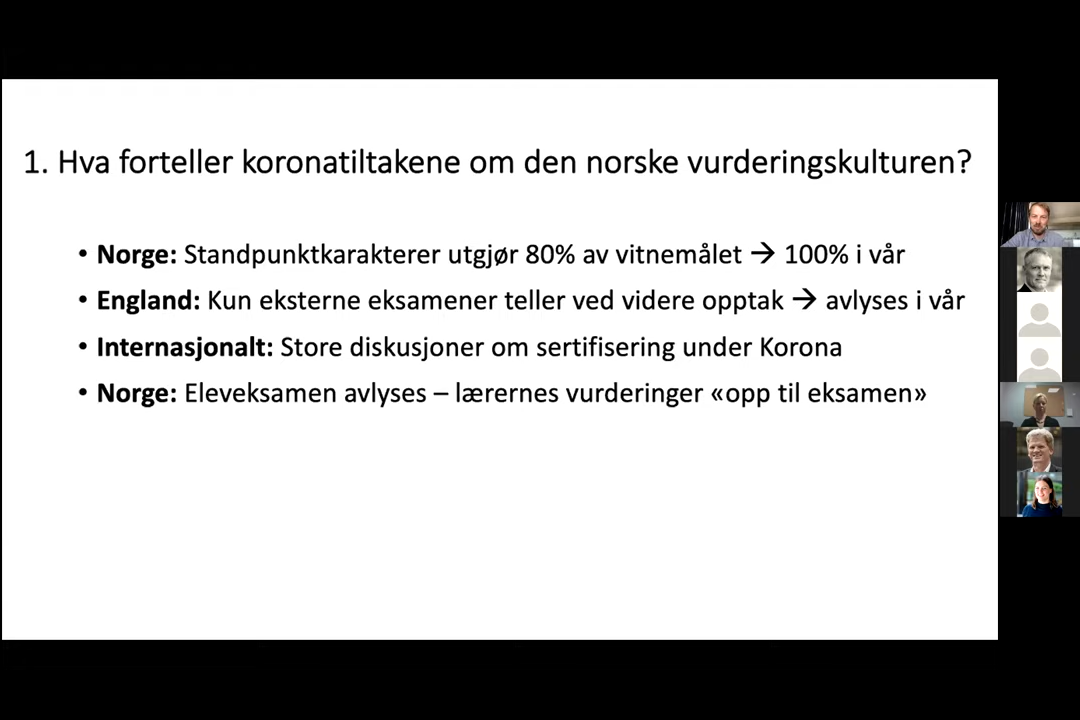 1. Hva forteller koronatiltakene om den norske vurderingskulturen?
• Norge: Standpunktkarakterer utgjør 80% av vitnemålet → 100% i vår
• England: Kun eksterne eksamener teller ved videre opptak → avlyses i vår
• Internasjonalt: Store diskusjoner om sertifisering under Korona
• Norge: Eleveksamen avlyses – lærernes vurderinger «opp til eksamen»